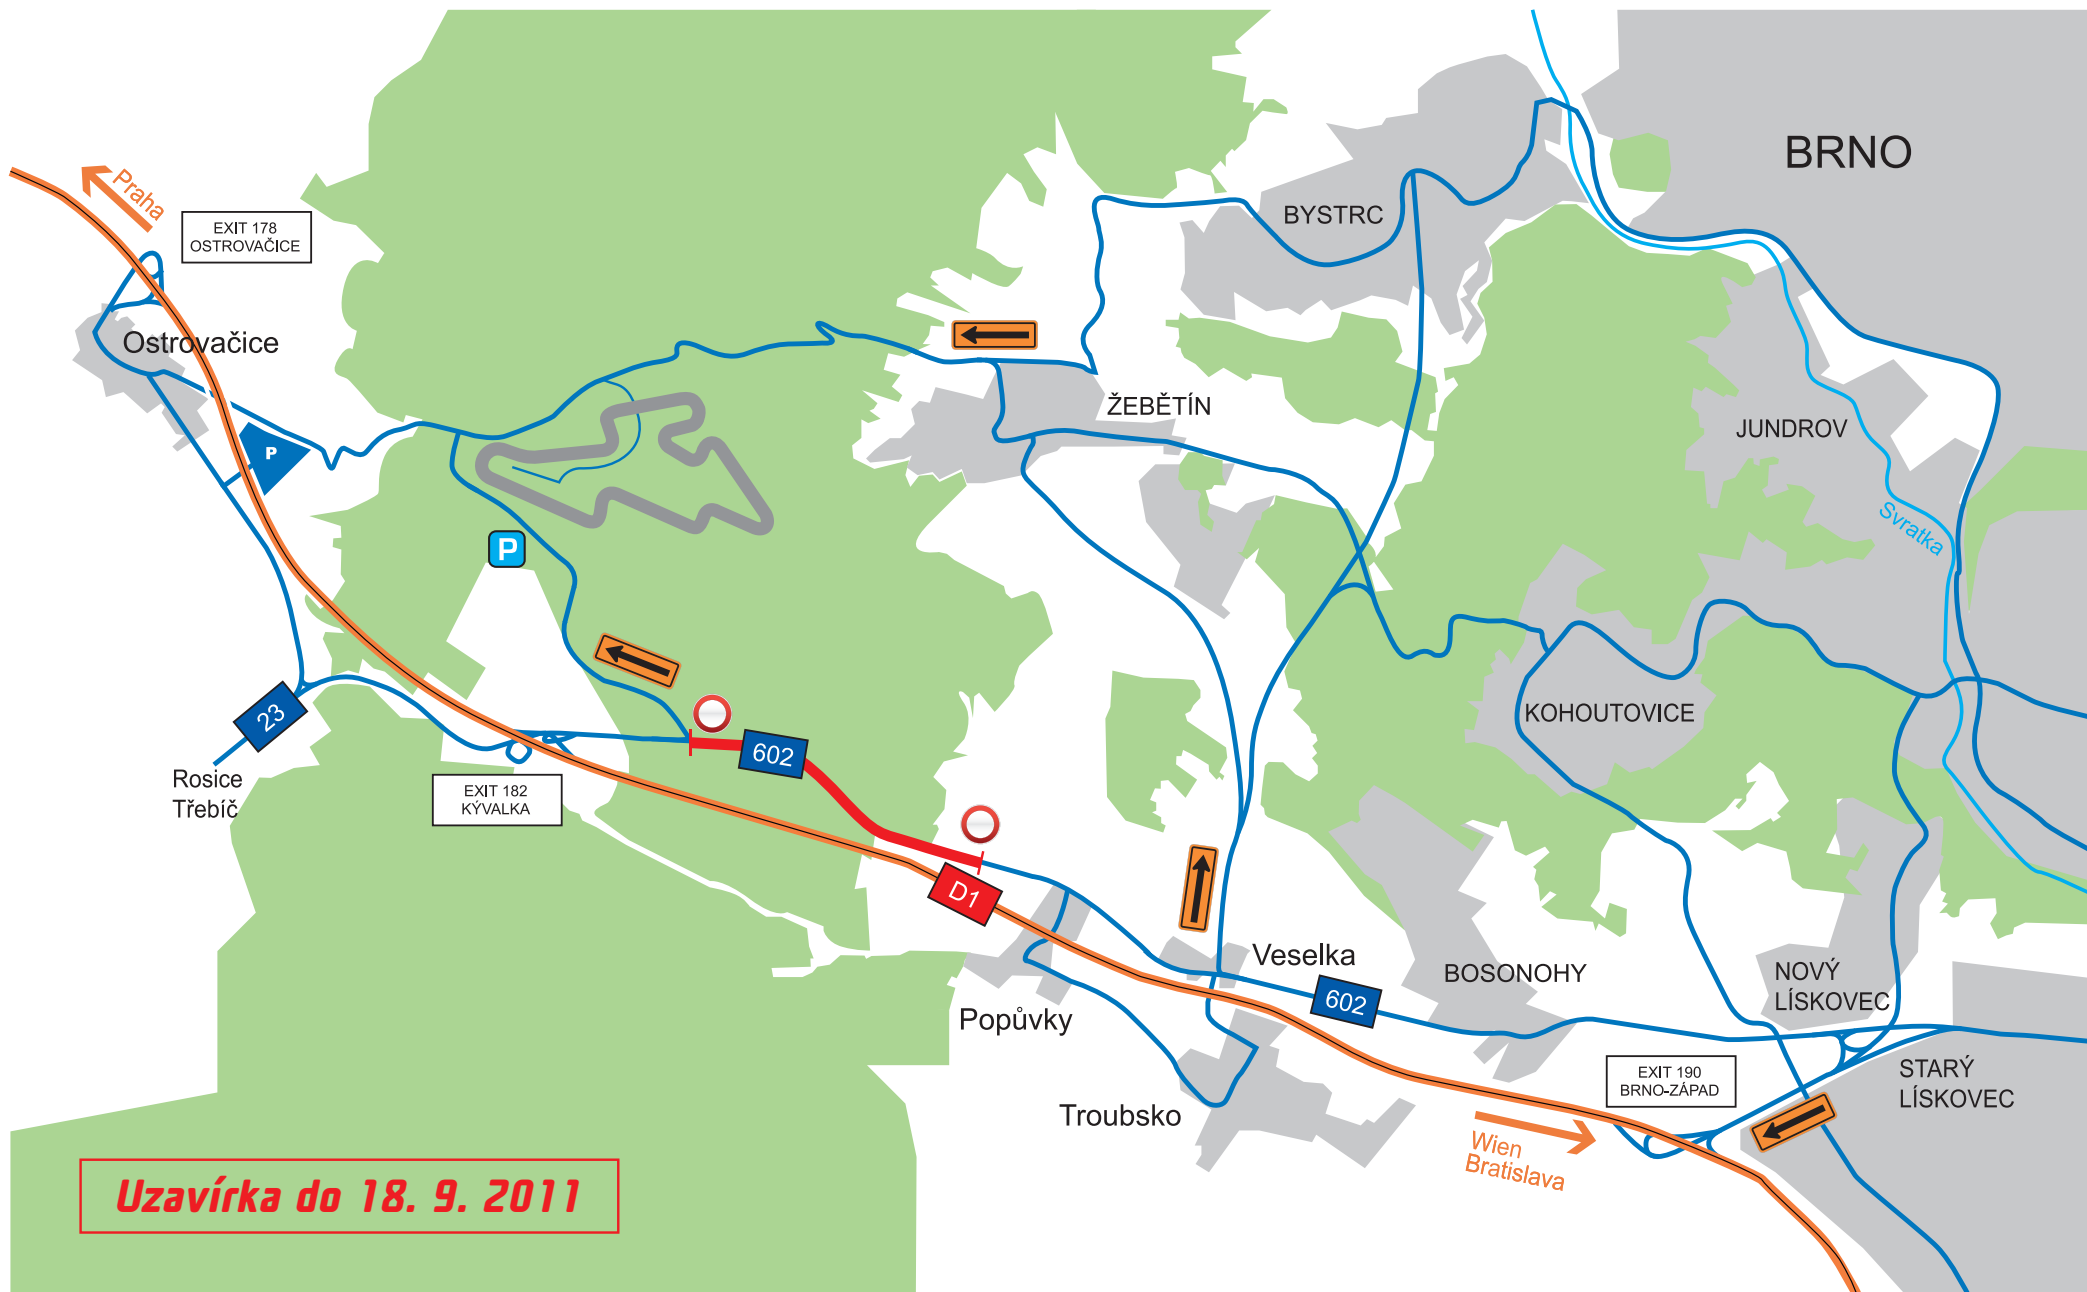 BRNO
Praha
EXIT 178
OSTROVAČICE
BYSTRC
Ostrovačice
ŽEBĚTÍN
JUNDROV
P
Svratka
P
23
KOHOUTOVICE
602
Rosice
Třebíč
EXIT 182
KÝVALKA
D1
Veselka
BOSONOHY
NOVÝ
LÍSKOVEC
602
Popůvky
EXIT 190
BRNO-ZÁPAD
STARÝ
LÍSKOVEC
Troubsko
Wien
Bratislava
Uzavírka do 18. 9. 2011